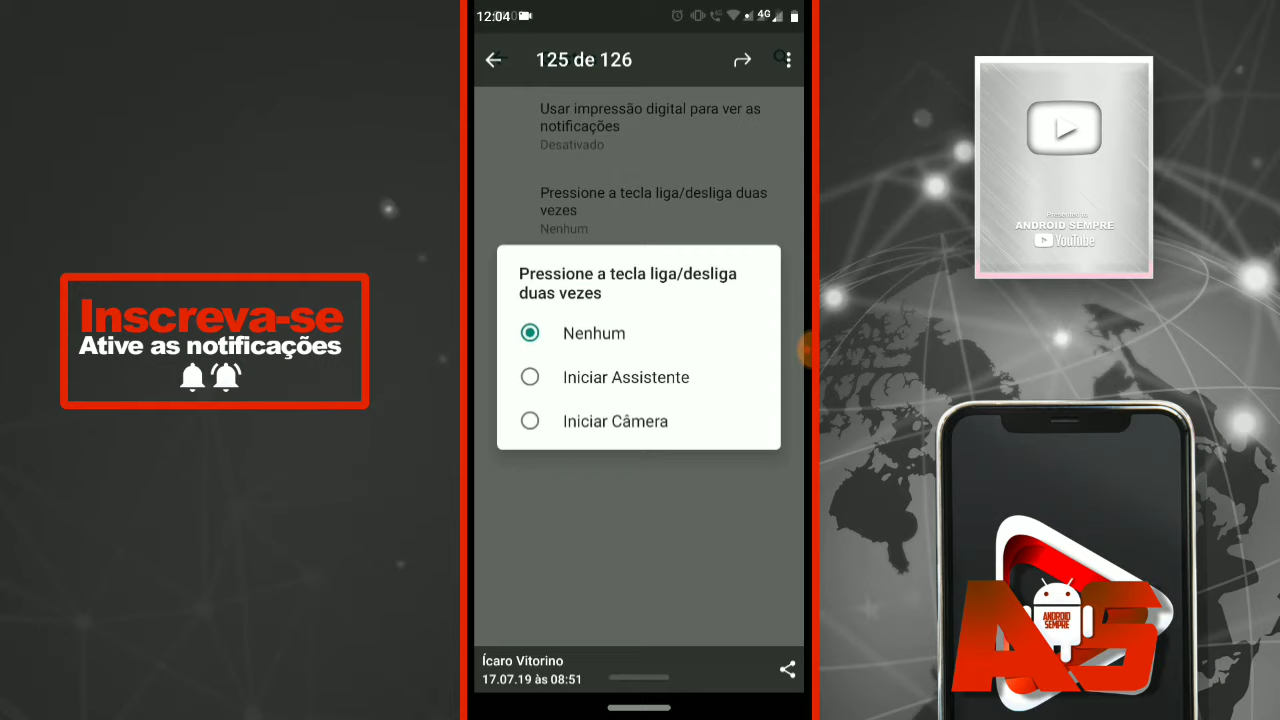 Inscreva-se
Ative as notificações
12:04
4G
125 de 126
Usar impressão digital para ver as
notificações
Desativado
Pressione a tecla liga/desliga duas
vezes
Nenhum
Pressione a tecla liga/desliga
duas vezes
Nenhum
Iniciar Assistente
Iniciar Câmera
Ícaro Vitorino
17.07.19 às 08:51
Presented to
ANDROID SEMPRE
YouTube
ANDROID
SEMPRE
AS